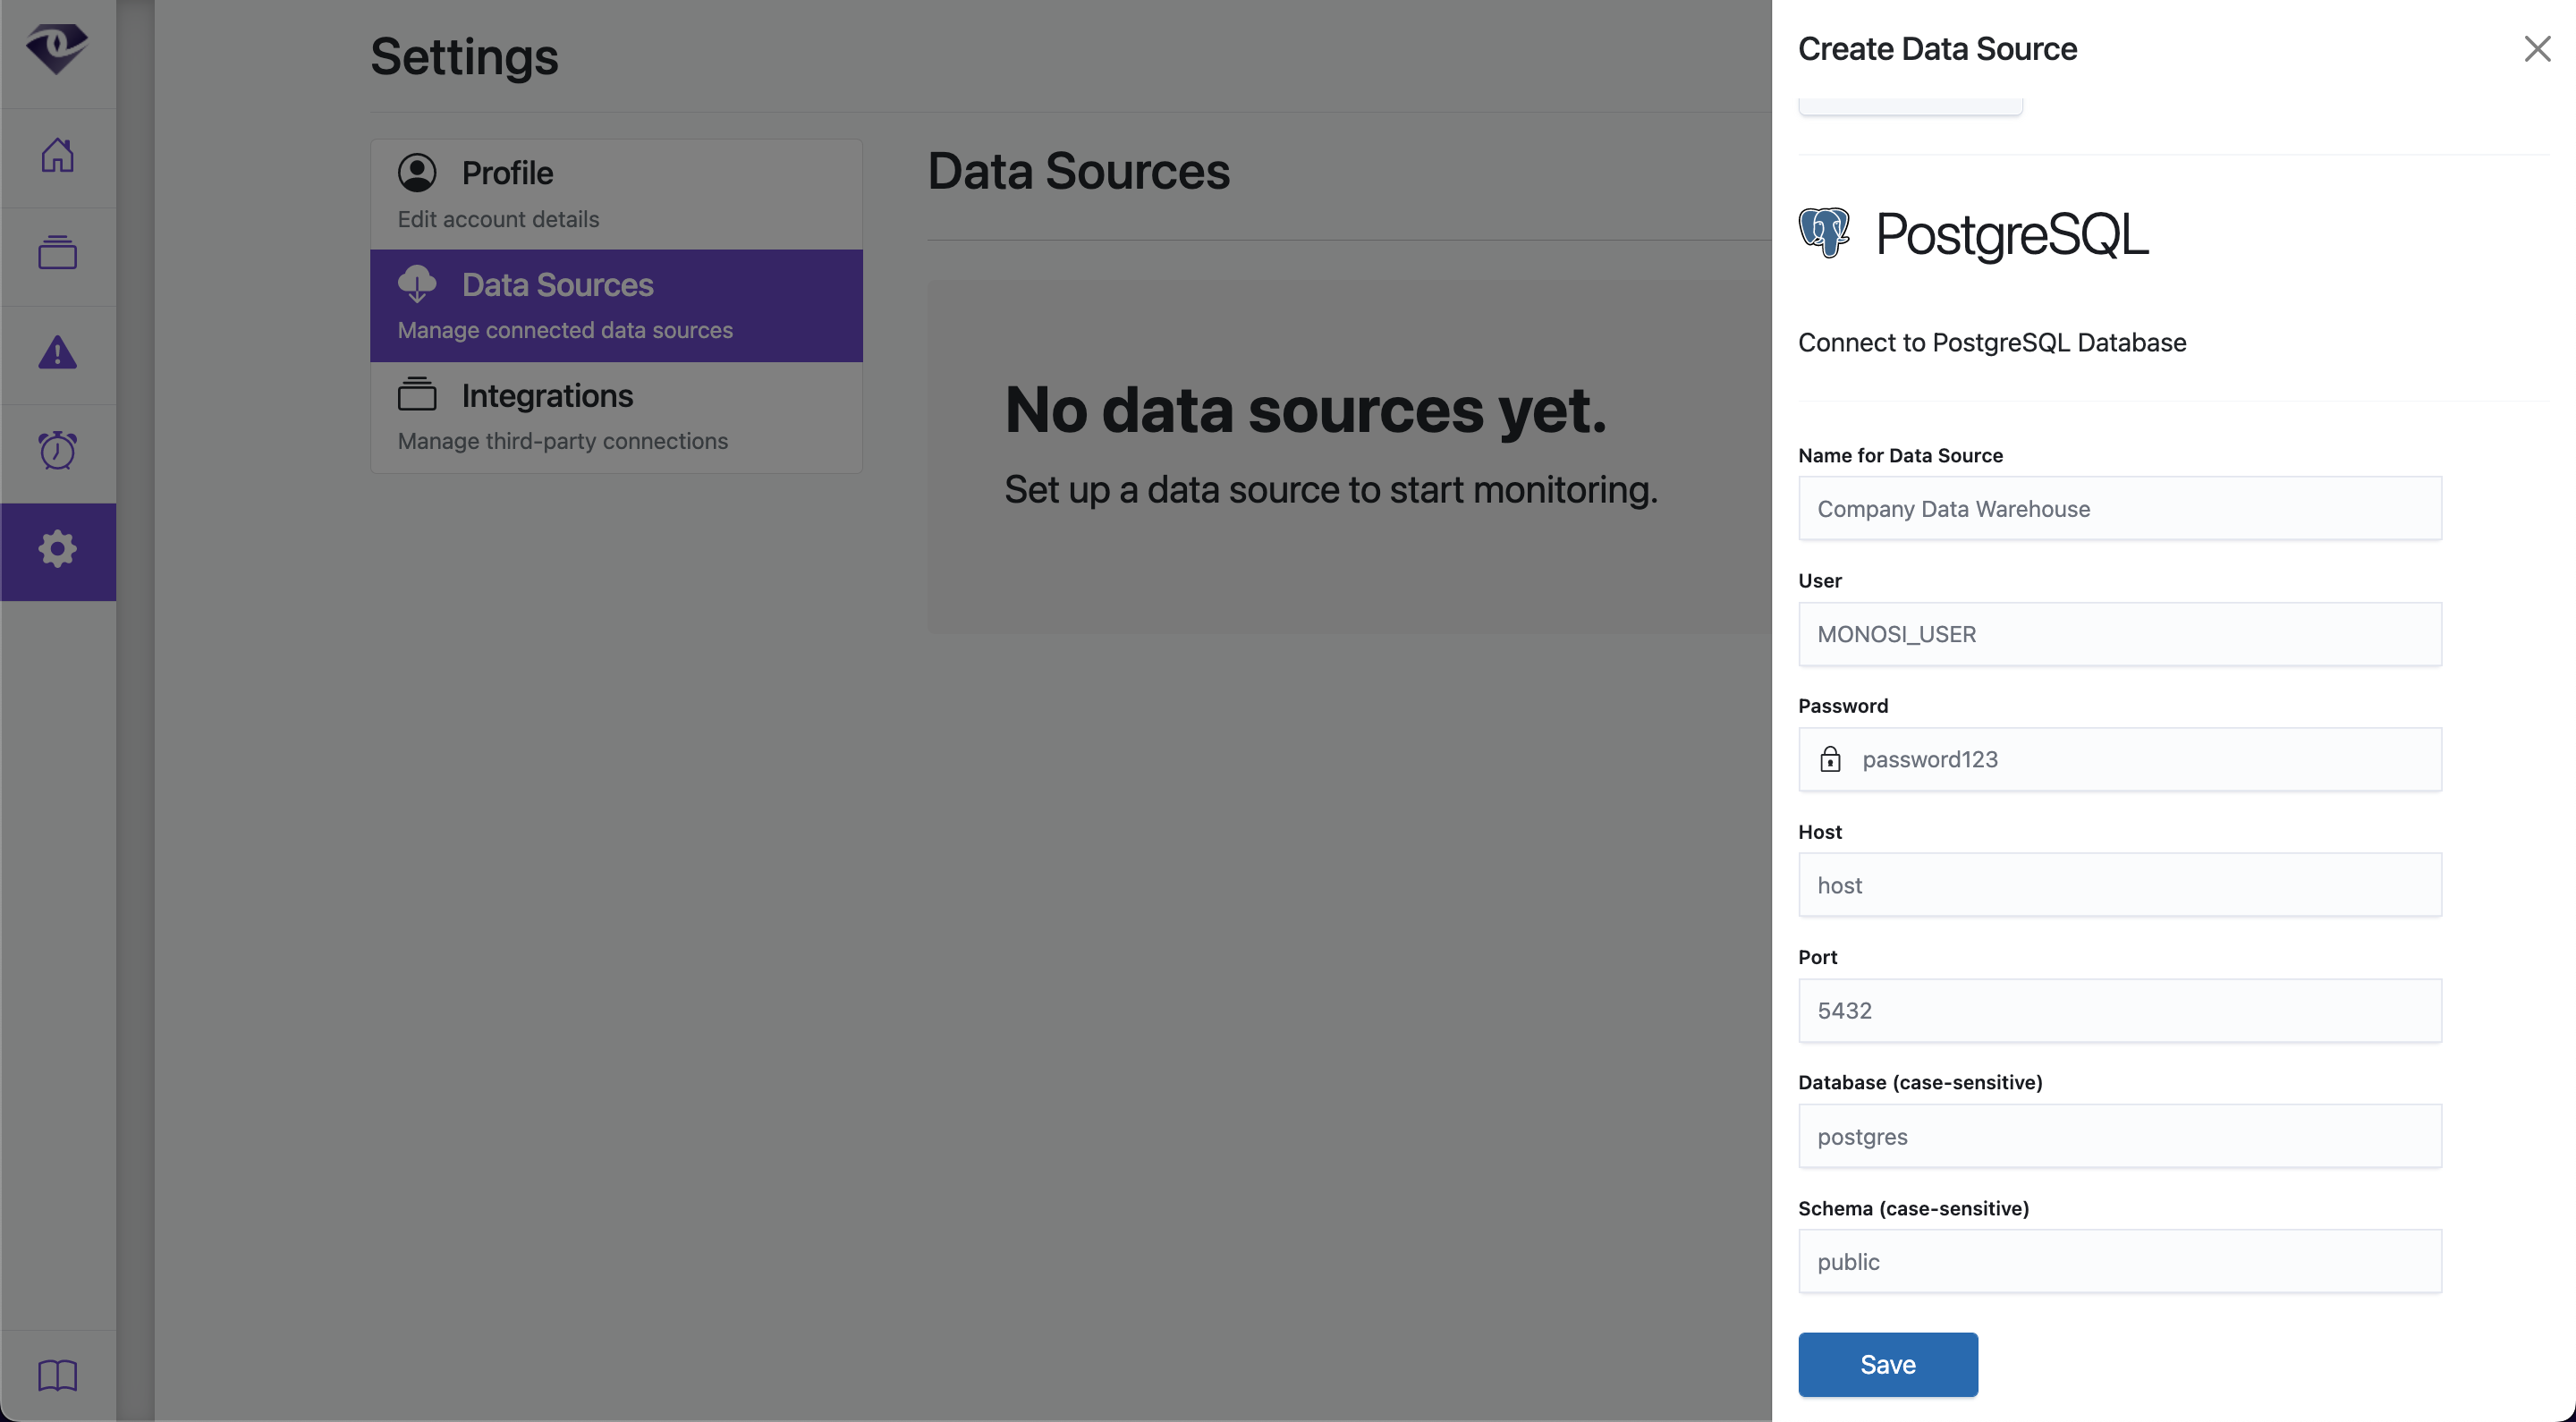 Settings
Profile
Edit account details
Data Sources
Manage connected data sources
Integrations
Manage third-party connections
Data Sources
No data sources yet.
Set up a data source to start monitoring.
Create Data Source
PostgreSQL
Connect to PostgreSQL Database
Name for Data Source
Company Data Warehouse
User
MONOSI_USER
Password
password123
Host
host
Port
5432
Database (case-sensitive)
postgres
Schema (case-sensitive)
public
Save